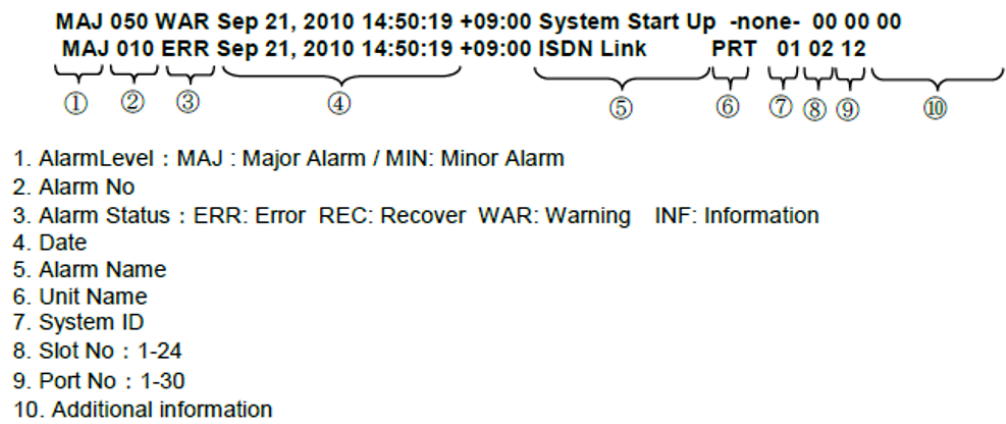 MAJ 050 WAR Sep 21, 2010 14:50:19 +09:00 System Start Up -none- 00 00 00
MAJ 010 ERR Sep 21, 2010 14:50:19 +09:00 ISDN Link PRT 01 02 12
① ② ③ ④ ⑤ ⑥ ⑦ ⑧ ⑨ ⑩
1. AlarmLevel : MAJ : Major Alarm / MIN: Minor Alarm
2. Alarm No
3. Alarm Status : ERR: Error REC: Recover WAR: Warning INF: Information
4. Date
5. Alarm Name
6. Unit Name
7. System ID
8. Slot No : 1-24
9. Port No : 1-30
10. Additional information